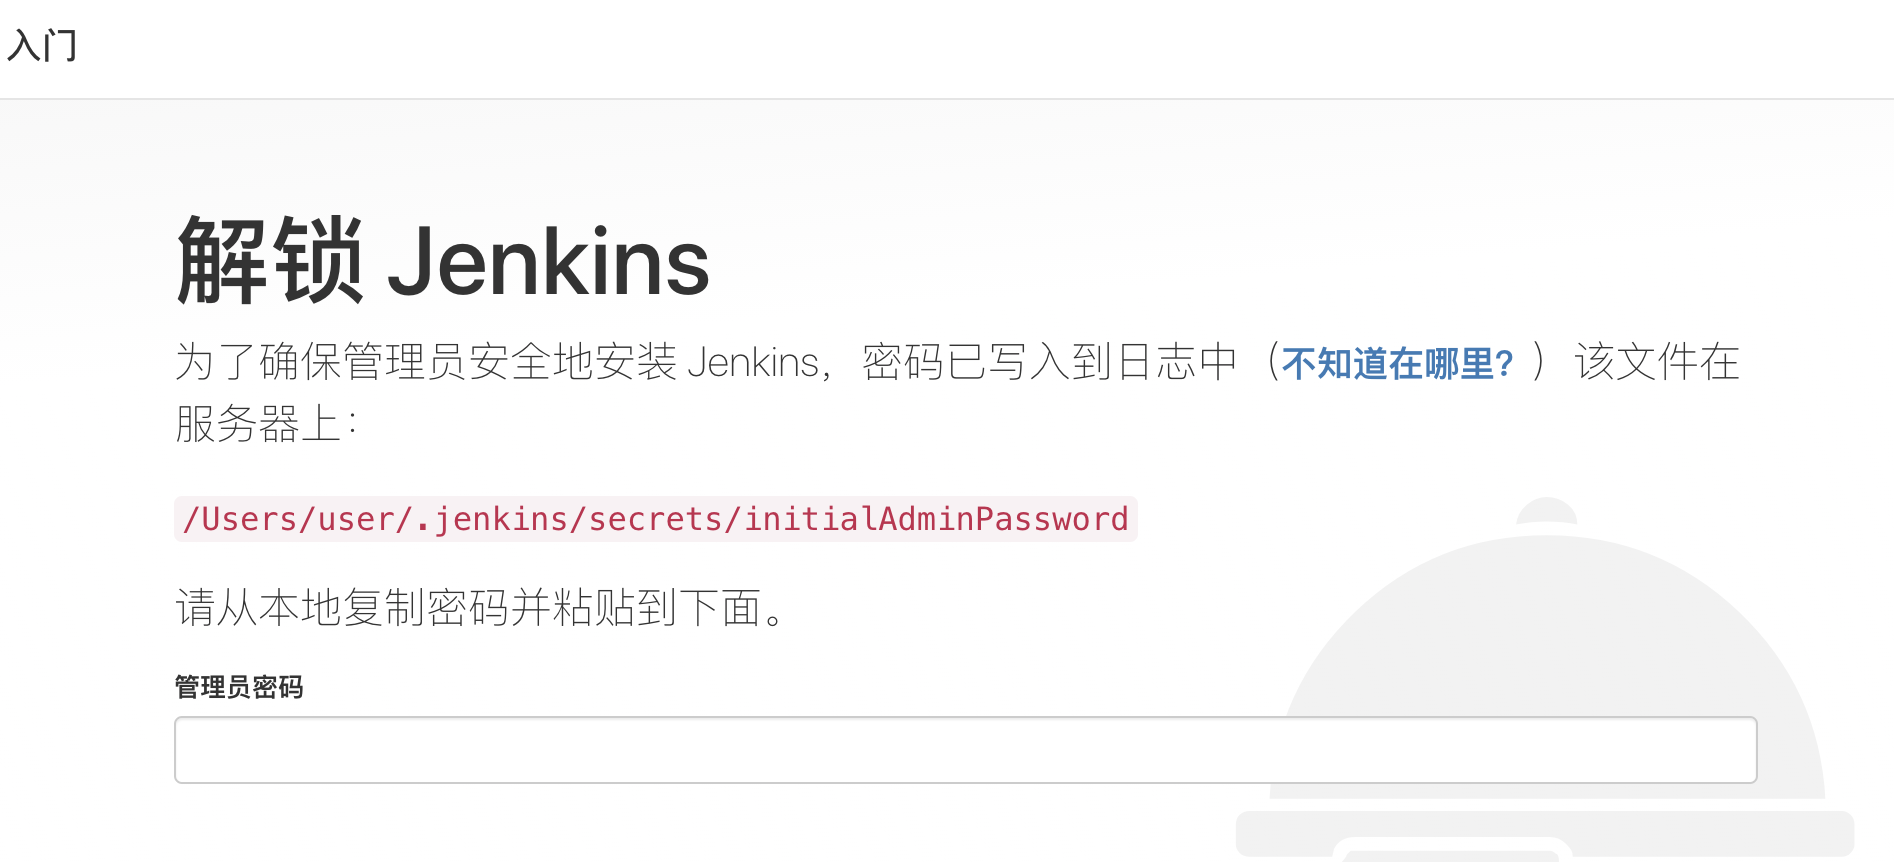 入门
解锁 Jenkins
为了确保管理员安全地安装 Jenkins，密码已写入到日志中（不知道在哪里？）该文件在
服务器上：
/Users/user/.jenkins/secrets/initialAdminPassword
请从本地复制密码并粘贴到下面。
管理员密码